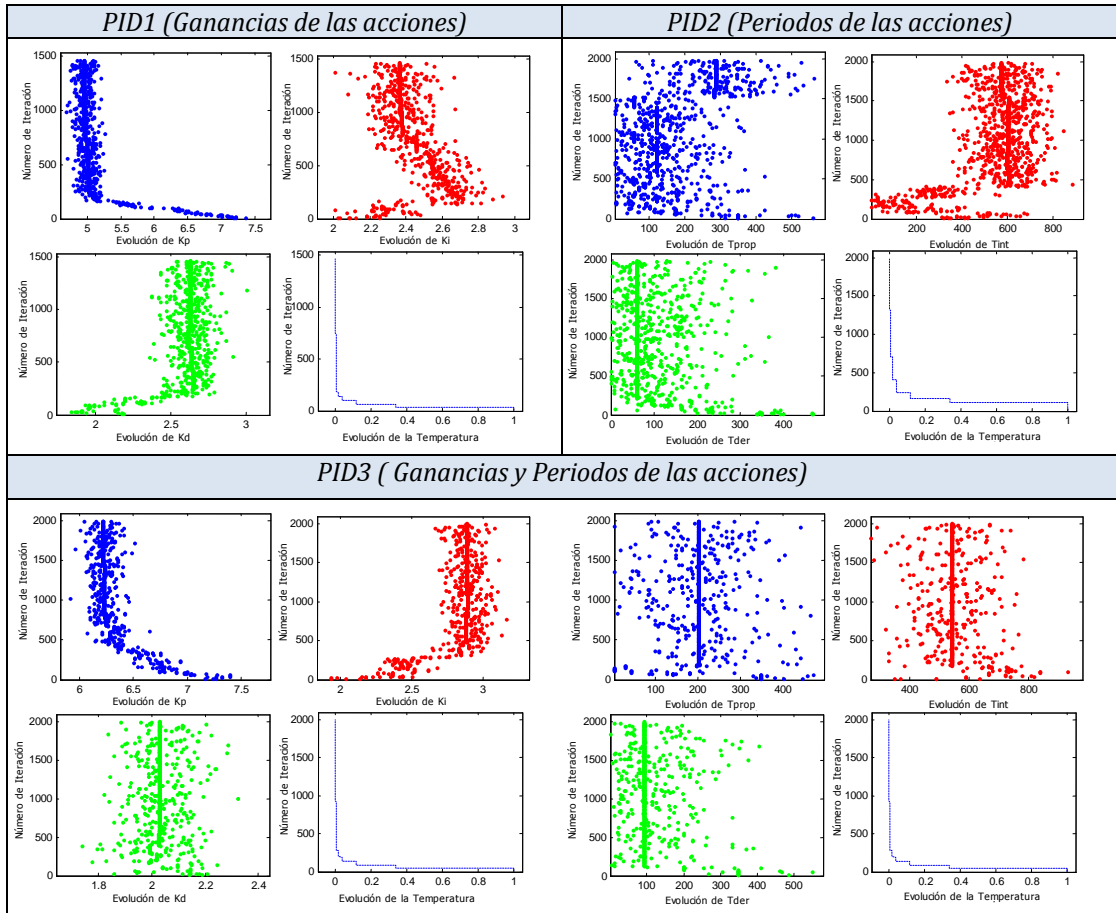 PID1 (Ganancias de las acciones)
PID2 (Periodos de las acciones)
Número de Iteración
1500
1000
500
0
5 5.5 6 6.5 7 7.5
Evolución de Kp
Número de Iteración
1500
1000
500
0
2 2.2 2.4 2.6 2.8 3
Evolución de Ki
Número de Iteración
2000
1500
1000
500
0
100 200 300 400 500
Evolución de Tprop
Número de Iteración
2000
1500
1000
500
0
200 400 600 800
Evolución de Tint
Número de Iteración
1500
1000
500
0
2 2.5 3
Evolución de Kd
Número de Iteración
1500
1000
500
0
0 0.2 0.4 0.6 0.8 1
Evolución de la Temperatura
Número de Iteración
2000
1500
1000
500
0
0 100 200 300 400
Evolución de Tder
Número de Iteración
2000
1500
1000
500
0
0 0.2 0.4 0.6 0.8 1
Evolución de la Temperatura
PID3 ( Ganancias y Periodos de las acciones)
Número de Iteración
2000
1500
1000
500
0
6 6.5 7 7.5
Evolución de Kp
Número de Iteración
2000
1500
1000
500
0
2 2.5 3
Evolución de Ki
Número de Iteración
2000
1500
1000
500
0
100 200 300 400
Evolución de Tprop
Número de Iteración
2000
1500
1000
500
0
400 600 800
Evolución de Tint
Número de Iteración
2000
1500
1000
500
0
1.8 2 2.2 2.4
Evolución de Kd
Número de Iteración
2000
1500
1000
500
0
0 0.2 0.4 0.6 0.8 1
Evolución de la Temperatura
Número de Iteración
2000
1500
1000
500
0
100 200 300 400 500
Evolución de Tder
Número de Iteración
2000
1500
1000
500
0
0 0.2 0.4 0.6 0.8 1
Evolución de la Temperatura